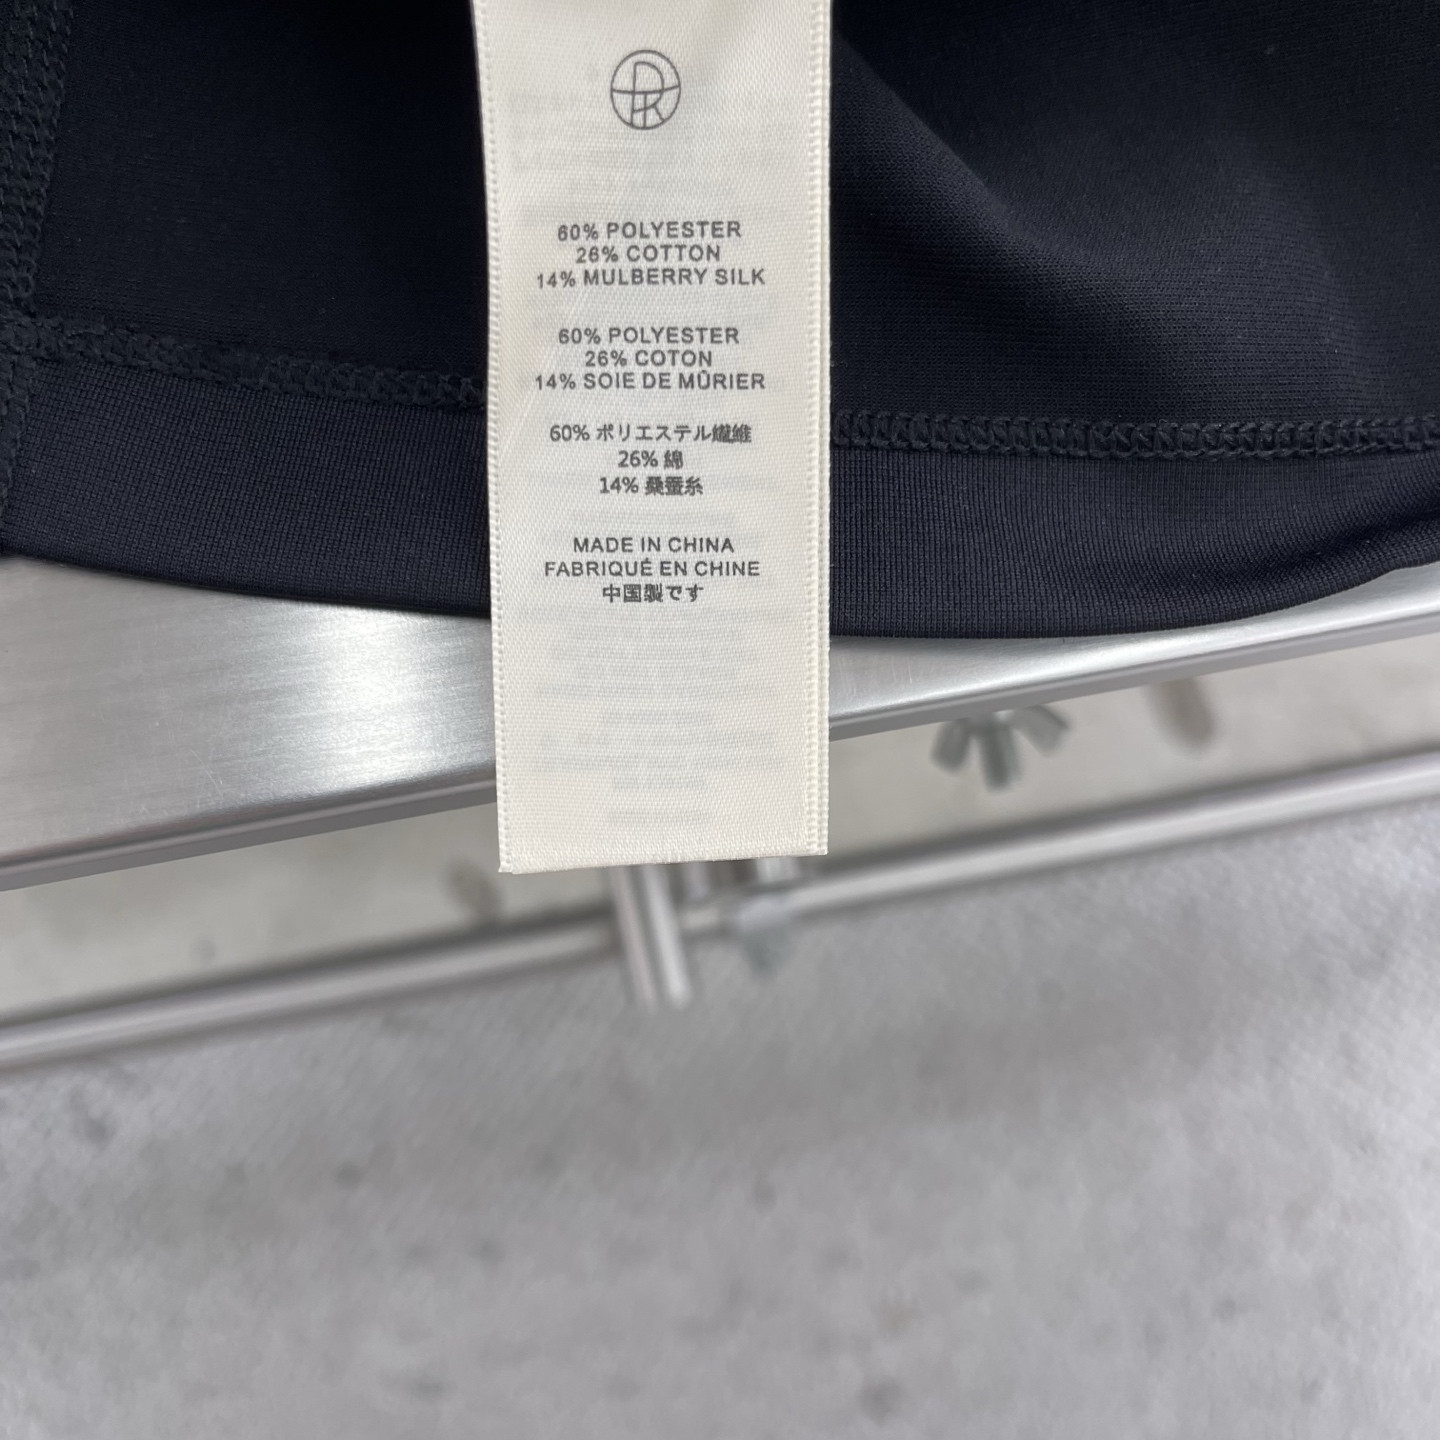 60% POLYESTER
26% COTTON
14% MULBERRY SILK
60% POLYESTER
26% COTON
14% SOIE DE MÛRIER
60% ポリエステル繊維
26% 綿
14% 桑蚕糸
MADE IN CHINA
FABRIQUÉ EN CHINE
中国製です